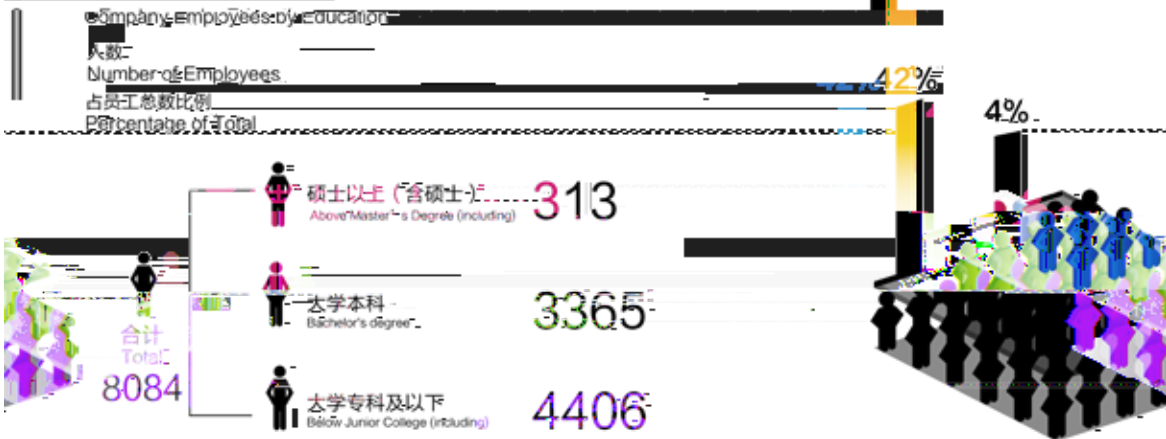 Company Employees by Education
人数
Number of Employees
占员工总数比例
Percentage of Total
42%
4%
硕士以上（含硕士）
Above Master's Degree (including)
313
大学本科
Bachelor's degree
3365
合计
Total
8084
大学专科及以下
Below Junior College (including)
4406